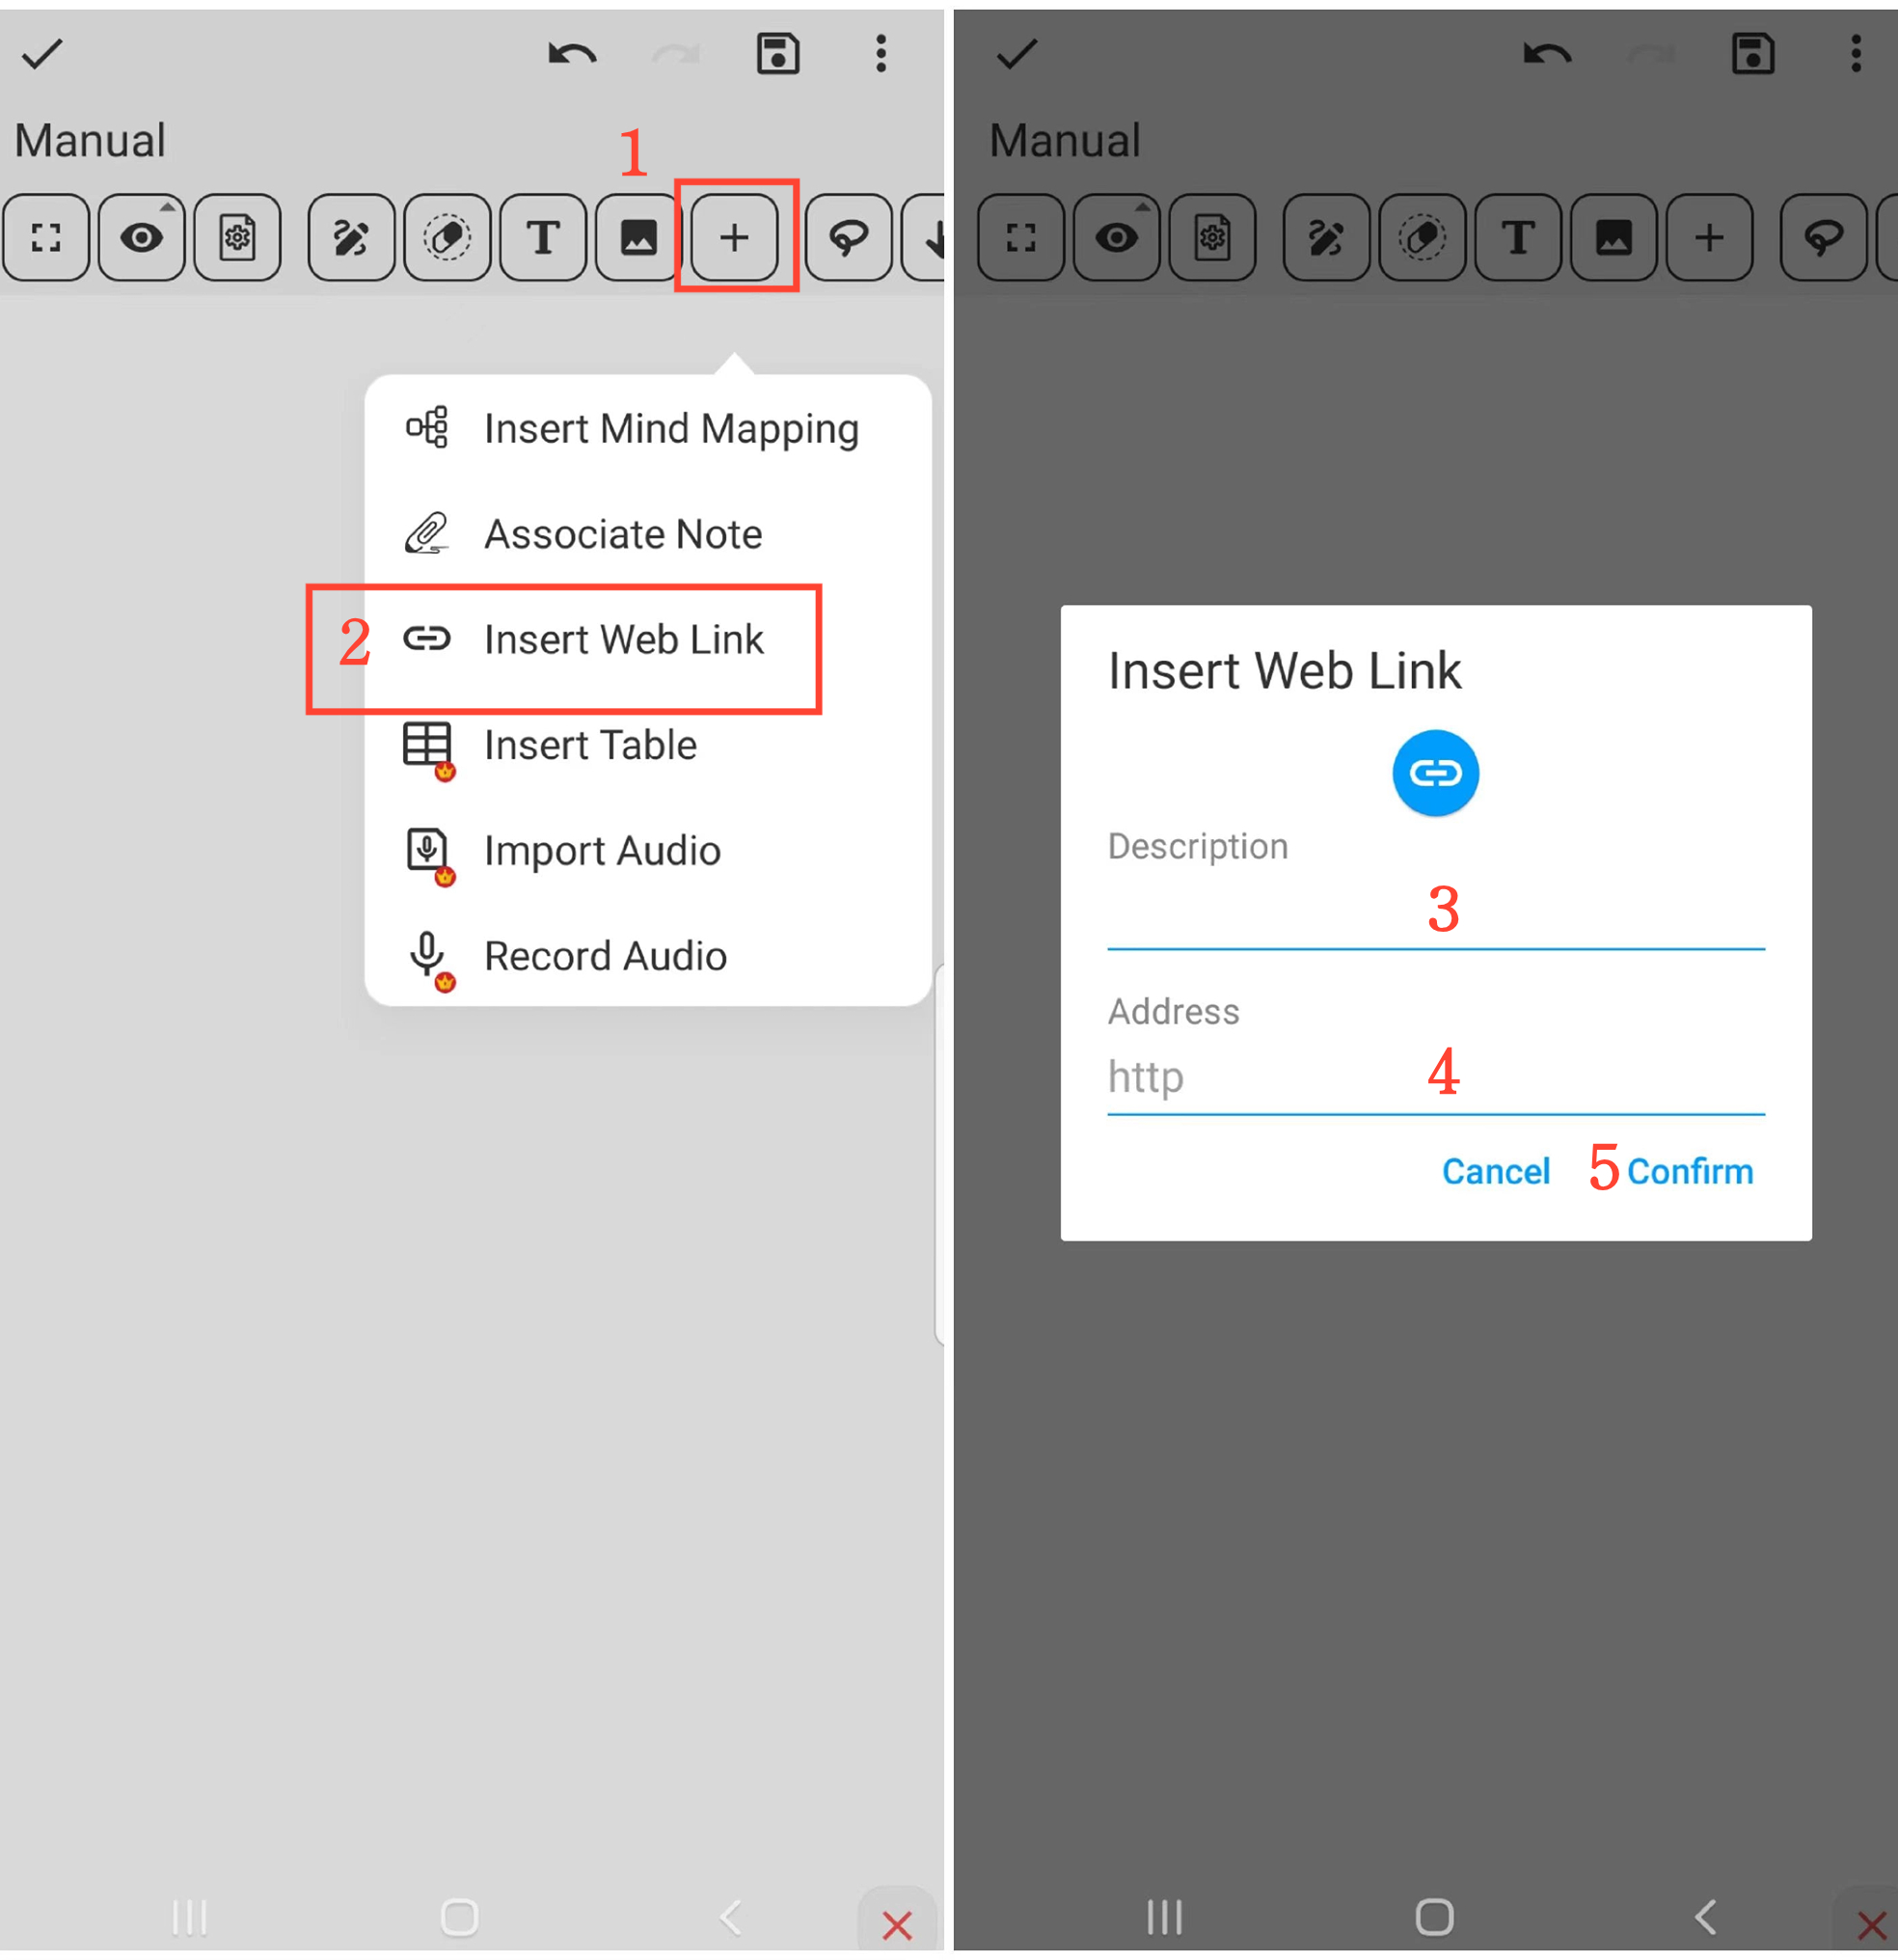 Manual
1
T
Insert Mind Mapping
Associate Note
2 Insert Web Link
Insert Table
Import Audio
Record Audio
Manual
T
Insert Web Link
Description
3
Address
http 4
Cancel 5 Confirm